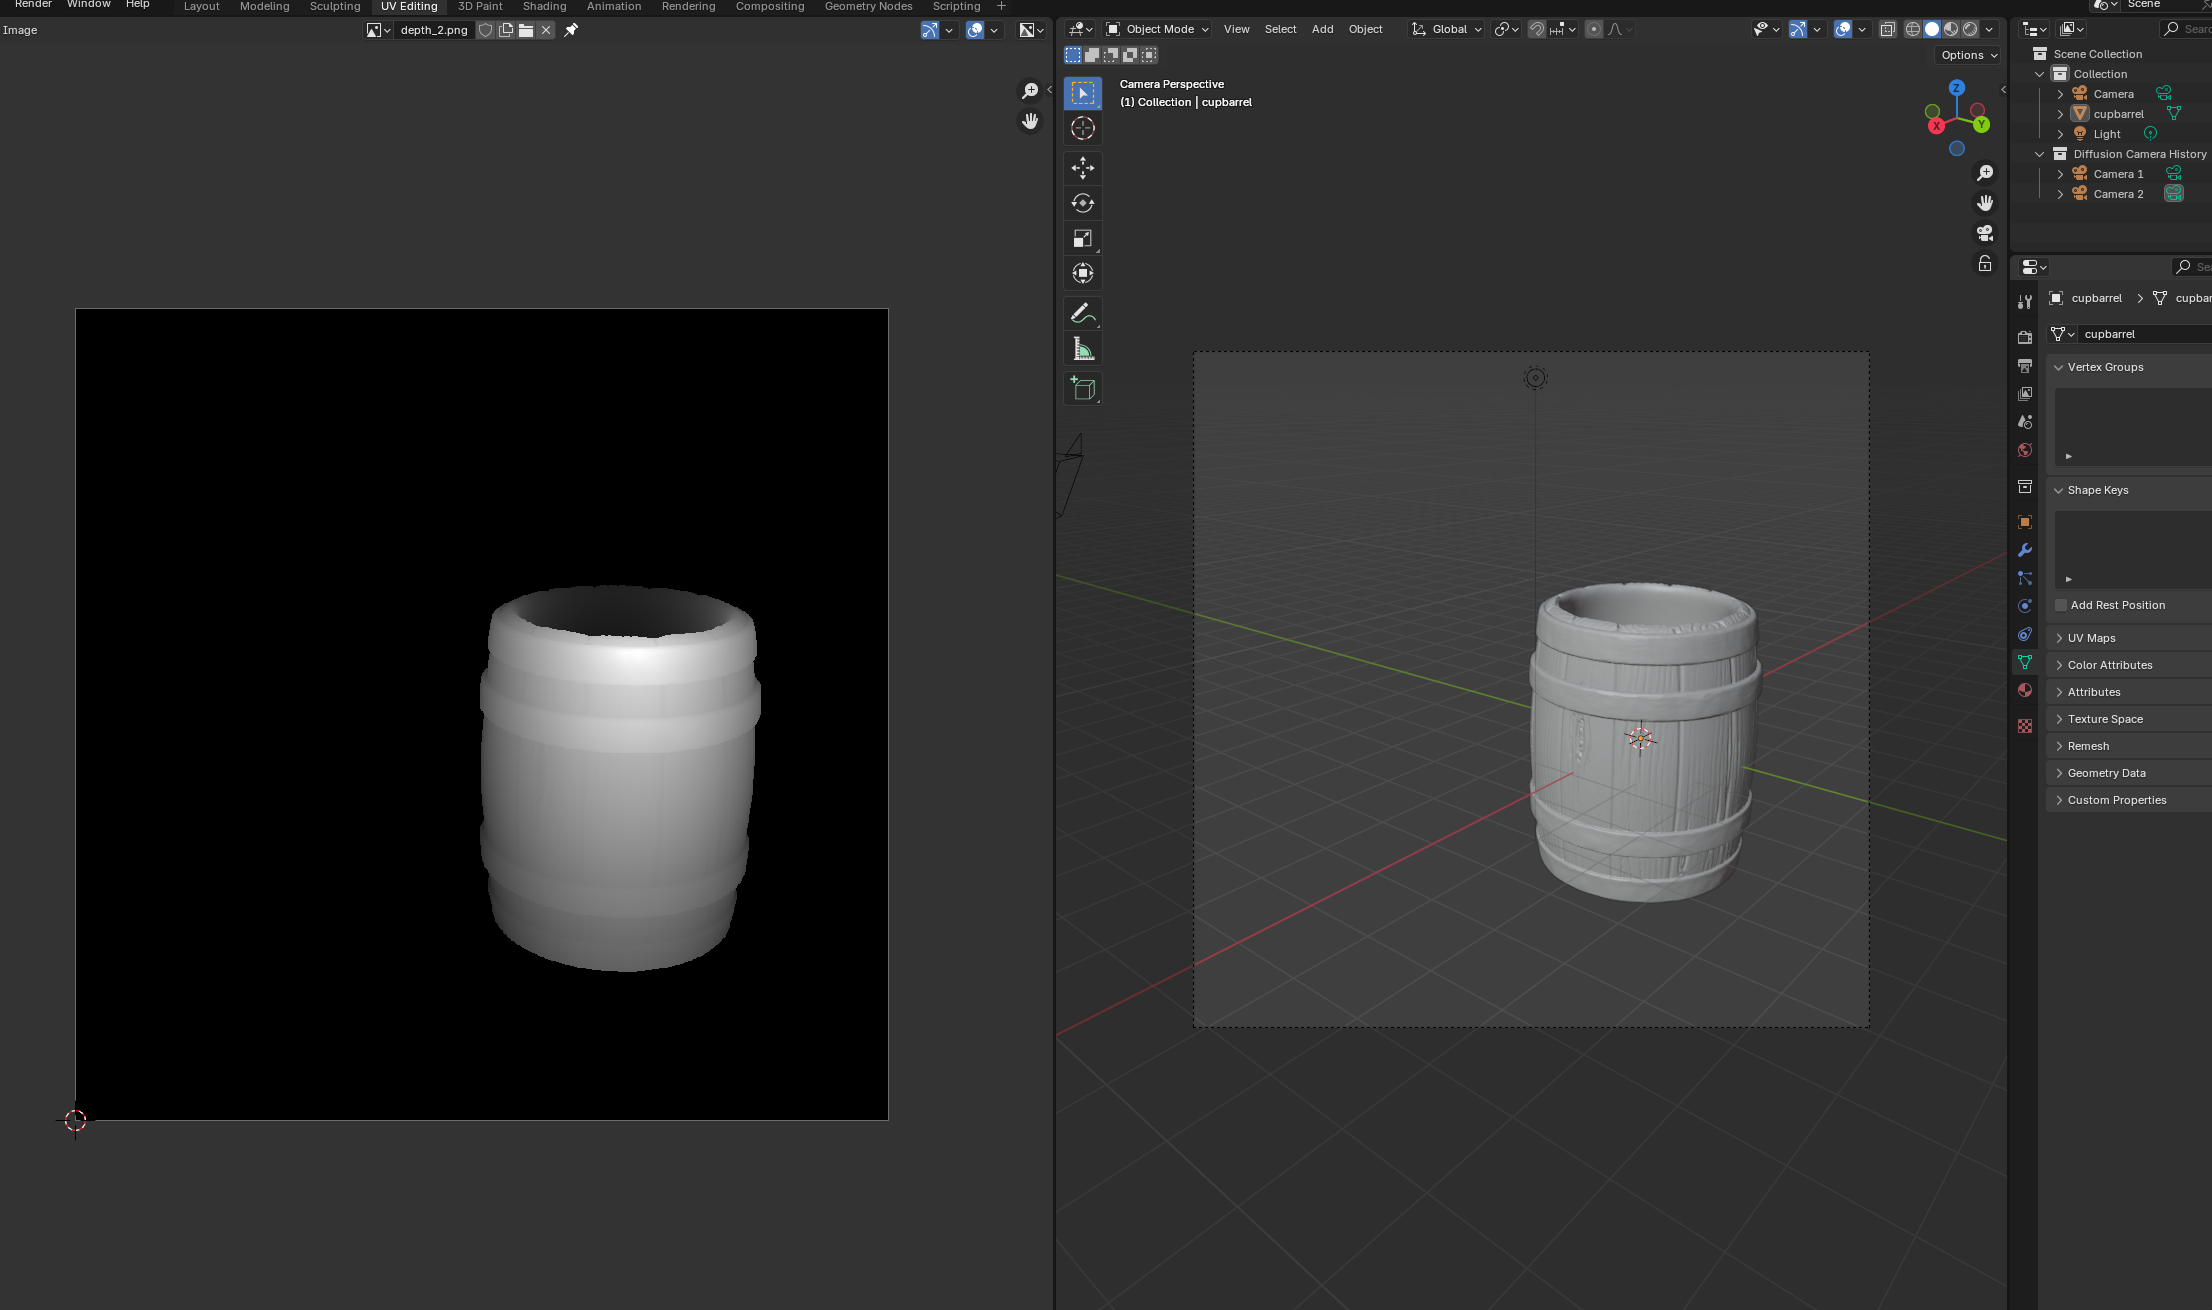 Render Window Help Layout Modeling Sculpting UV Editing 3D Paint Shading Animation Rendering Compositing Geometry Nodes Scripting + Scene
Image depth_2.png Object Mode View Select Add Object Global
Options
Camera Perspective
(1) Collection | cupbarrel
Z
X
Y
Scene Collection
Collection
Camera
cupbarrel
Light
Diffusion Camera History
Camera 1
Camera 2
cupbarrel
cupbarrel
Vertex Groups
Shape Keys
Add Rest Position
UV Maps
Color Attributes
Attributes
Texture Space
Remesh
Geometry Data
Custom Properties